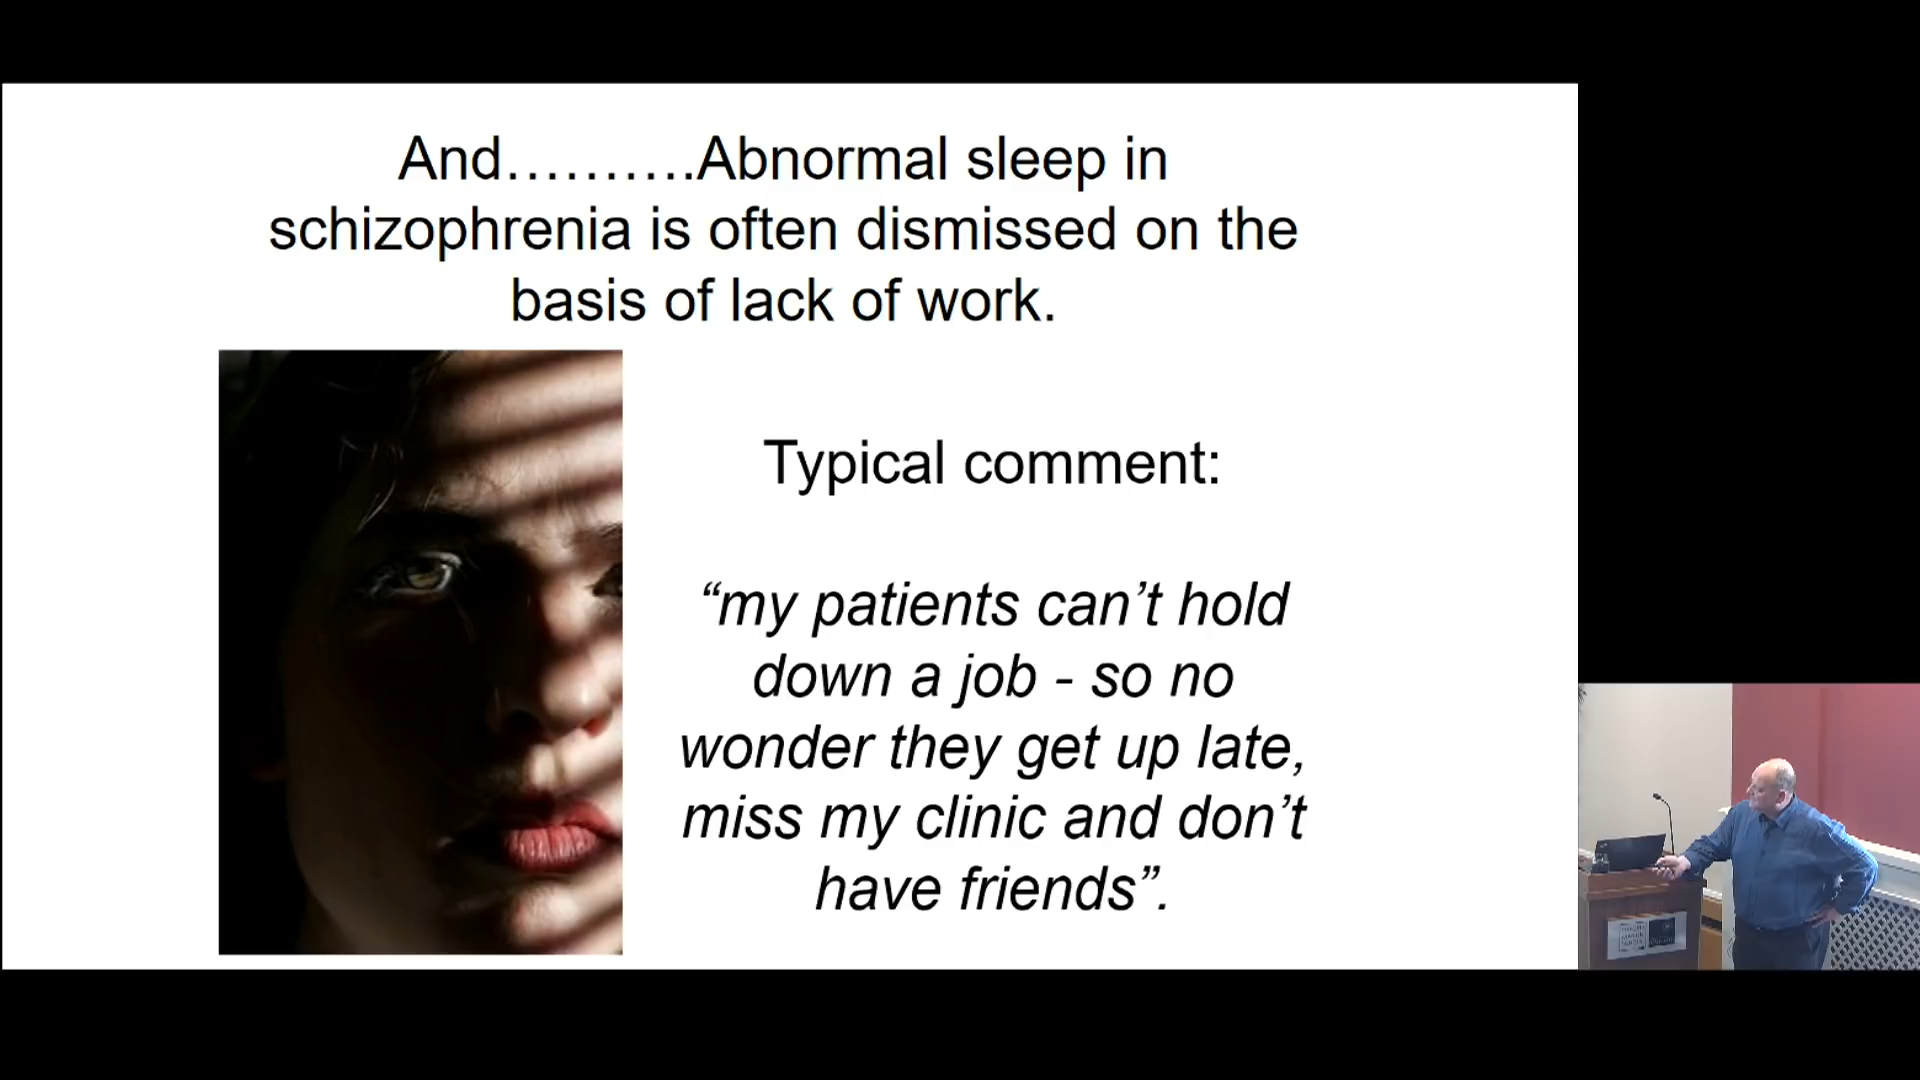 And……….Abnormal sleep in
schizophrenia is often dismissed on the
basis of lack of work.
Typical comment:
“my patients can’t hold
down a job - so no
wonder they get up late,
miss my clinic and don’t
have friends”.